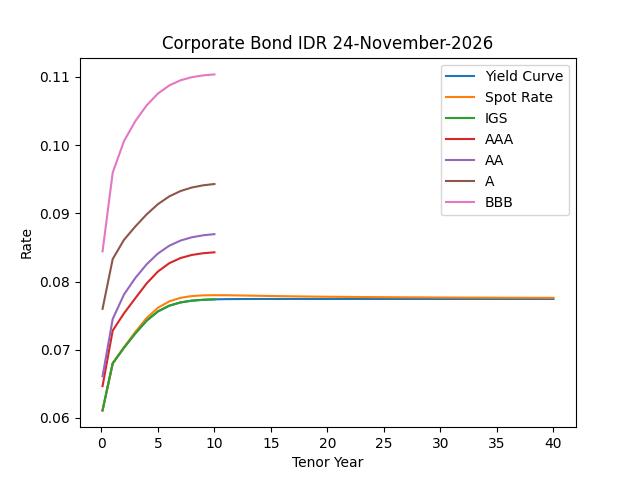 Corporate Bond IDR 24-November-2026
Yield Curve
Spot Rate
IGS
AAA
AA
A
BBB
0.11
0.10
0.09
0.08
0.07
0.06
Rate
0 5 10 15 20 25 30 35 40
Tenor Year